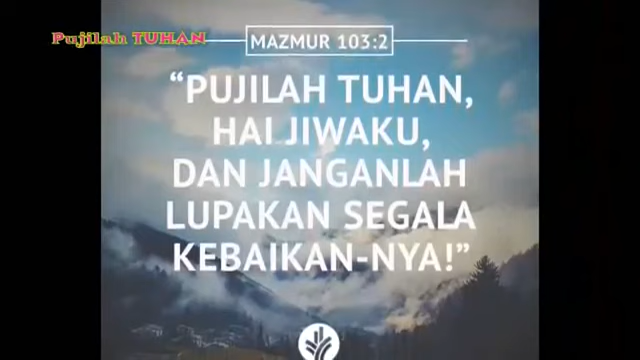 Pujilah TUHAN
MAZMUR 103:2
“PUJILAH TUHAN,
HAI JIWAKU,
DAN JANGANLAH
LUPAKAN SEGALA
KEBAIKAN-NYA!”